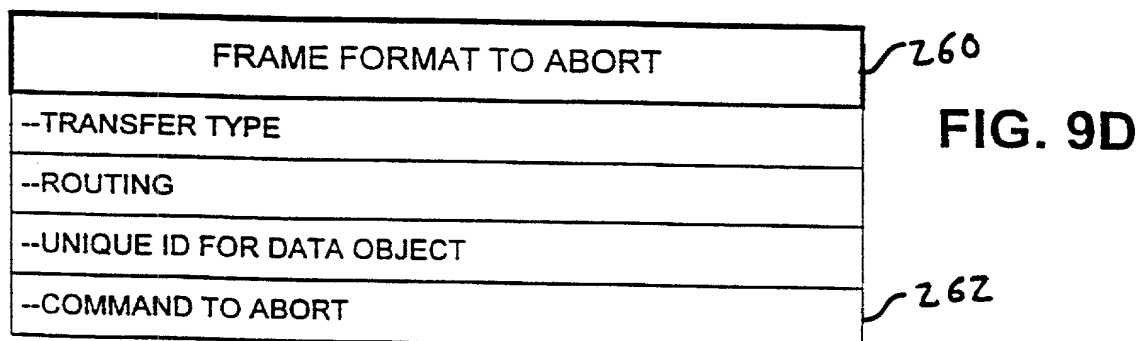 FRAME FORMAT TO ABORT
260
FIG. 9D
--TRANSFER TYPE
--ROUTING
--UNIQUE ID FOR DATA OBJECT
--COMMAND TO ABORT
262